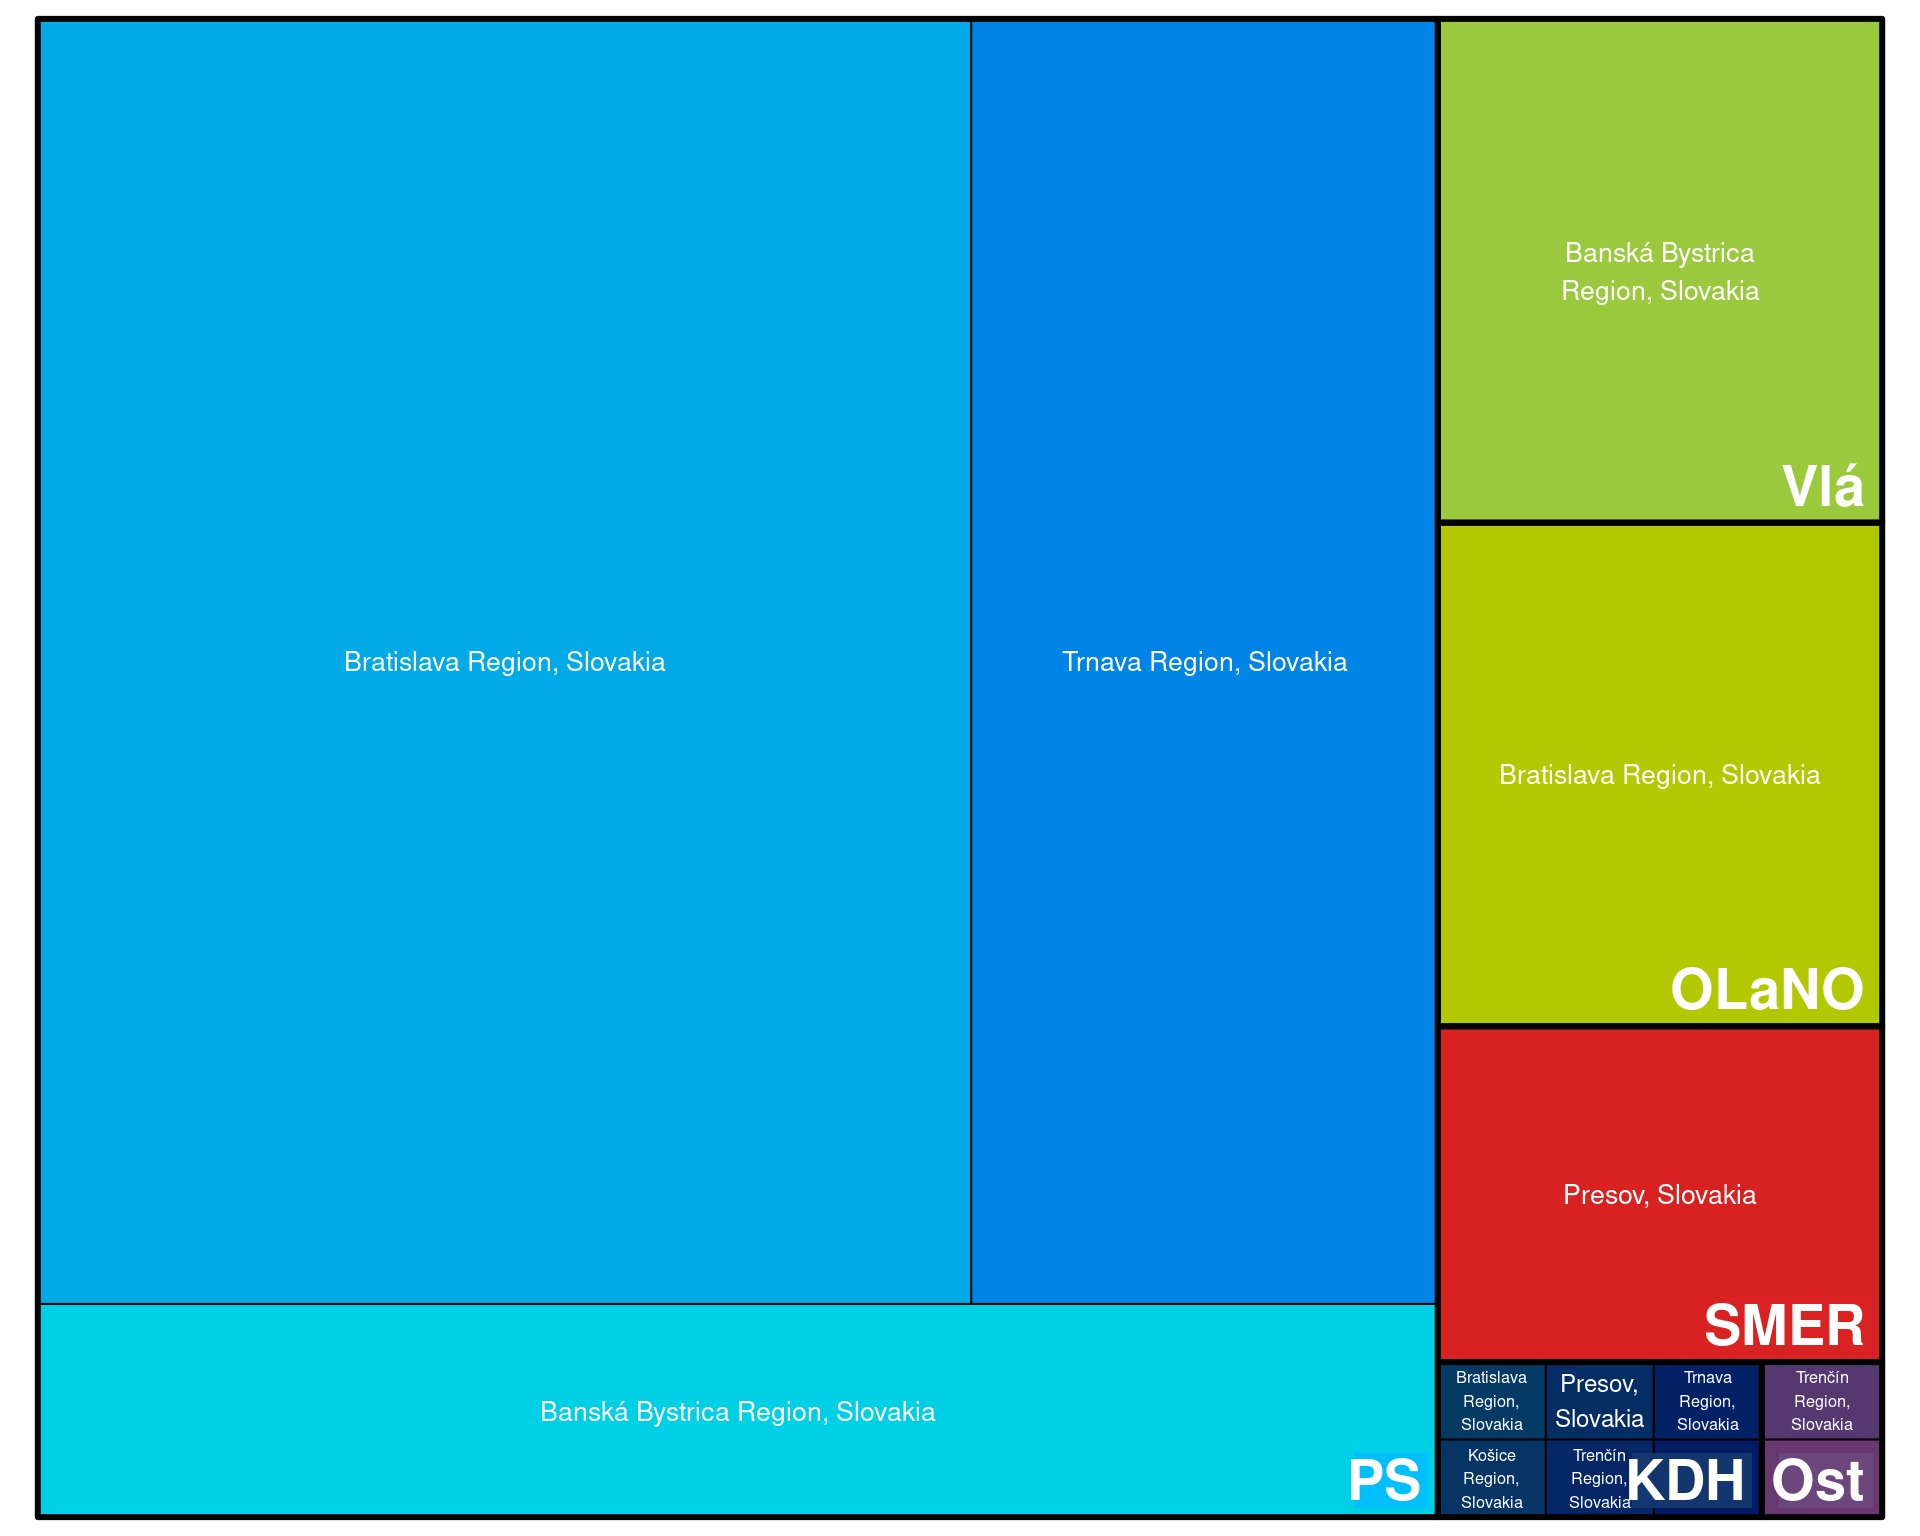 Bratislava Region, Slovakia
Trnava Region, Slovakia
Banská Bystrica Region, Slovakia
PS
Banská Bystrica
Region, Slovakia
Vlá
Bratislava Region, Slovakia
OLaNO
Presov, Slovakia
SMER
Bratislava
Region,
Slovakia
Presov,
Slovakia
Trnava
Region,
Slovakia
Košice
Region,
Slovakia
Trenčín
Region,
Slovakia
KDH
Trenčín
Region,
Slovakia
Ost